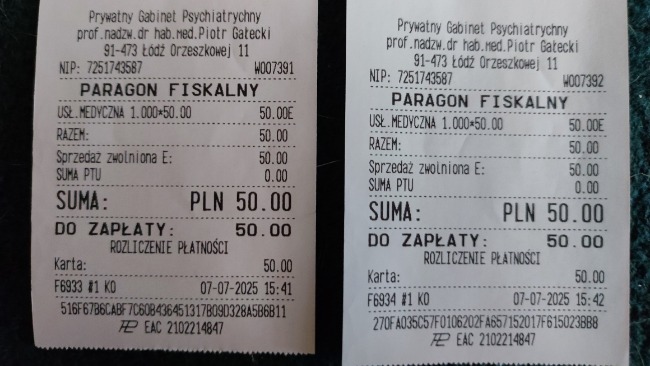 Prywatny Gabinet Psychiatrychny
prof.nadzw.dr hab.med.Piotr Gałecki
91-473 Łódź Orzeszkowej 11
NIP: 7251743587 W007391
PARAGON FISKALNY
USŁ.MEDYCZNA 1.000*50.00 50.00E
RAZEM: 50.00
Sprzedaż zwolniona E: 50.00
SUMA PTU 0.00
SUMA: PLN 50.00
DO ZAPŁATY: 50.00
ROZLICZENIE PŁATNOŚCI
Karta: 50.00
F6933 #1 KO 07-07-2025 15:41
516F67B6CABF7C60B436451317B09D328A5B6B11
EAC 2102214847
Prywatny Gabinet Psychiatrychny
prof.nadzw.dr hab.med.Piotr Gałecki
91-473 Łódź Orzeszkowej 11
NIP: 7251743587 W007392
PARAGON FISKALNY
USŁ.MEDYCZNA 1.000*50.00 50.00E
RAZEM: 50.00
Sprzedaż zwolniona E: 50.00
SUMA PTU 0.00
SUMA: PLN 50.00
DO ZAPŁATY: 50.00
ROZLICZENIE PŁATNOŚCI
Karta: 50.00
F6934 #1 KO 07-07-2025 15:42
270FA035C57F0106202FA657152017F615023BB8
EAC 2102214847